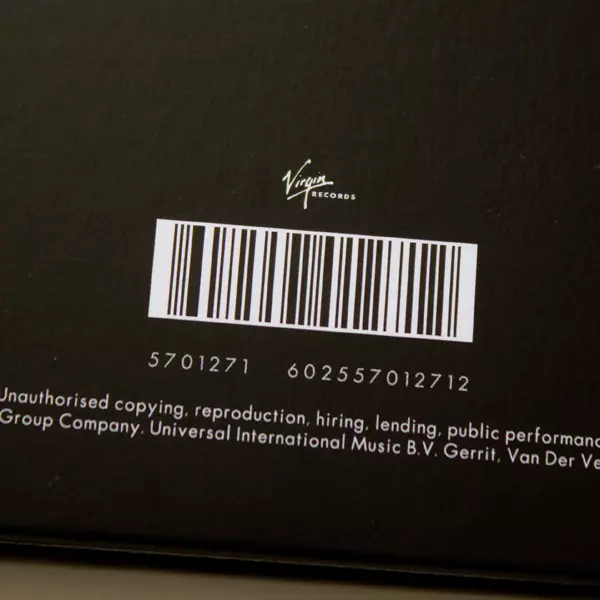 Virgin
RECORDS
5701271 602557012712
Unauthorised copying, reproduction, hiring, lending, public performanc
Group Company. Universal International Music B.V. Gerrit, Van Der Ve